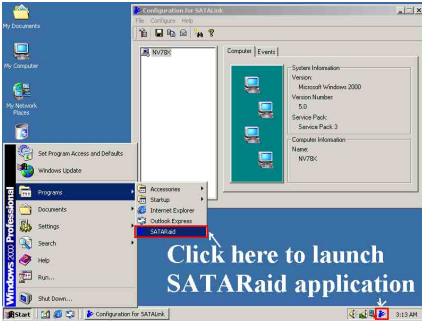 My Documents
My Computer
My Network
Places
Configuration for SATALink
File Configure Help
NV78X
Computer
Events
System Information
Version:
Microsoft Windows 2000
Version Number
5.0
Service Pack:
Service Pack 3
Computer Information
Name:
NV78X
Windows 2000 Professional
Set Program Access and Defaults
Windows Update
Programs
Documents
Settings
Search
Help
Run...
Shut Down...
Accessories
Startup
Internet Explorer
Outlook Express
SATARaid
Click here to launch
SATARaid application
Start
Configuration for SATALink
3:13 AM